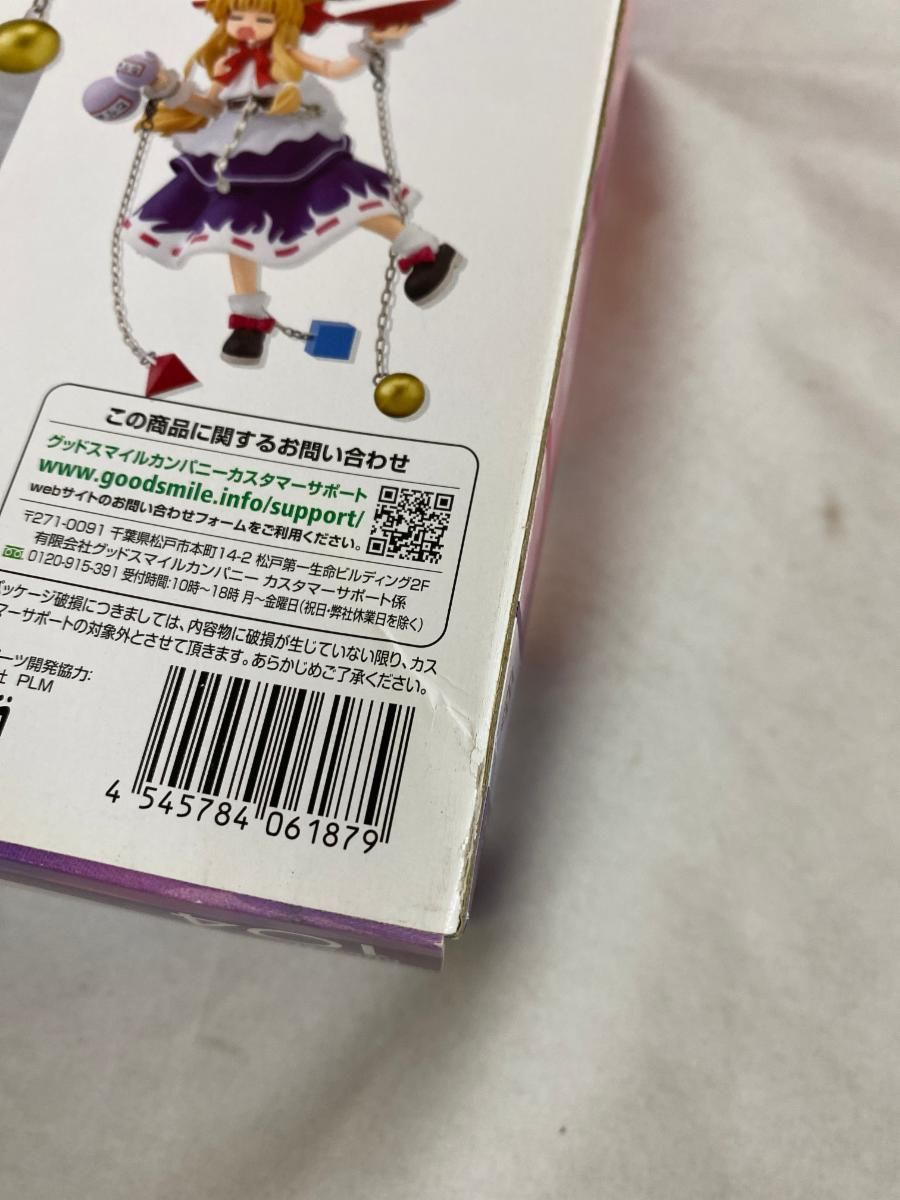 この商品に関するお問い合わせ
グッドスマイルカンパニーカスタマーサポート
www.goodsmile.info/support/
webサイトのお問い合わせフォームをご利用ください。
〒271-0091 千葉県松戸市本町14-2 松戸第一生命ビルディング2F
有限会社グッドスマイルカンパニー カスタマーサポート係
0120-915-391 受付時間:10時〜18時 月〜金曜日(祝日・弊社休業日を除く)
パッケージ破損につきましては、内容物に破損が生じていない限り、カス
マーサポートの対象外とさせて頂きます。あらかじめご了承ください。
ーツ開発協力:
PLM
4 545784 061879